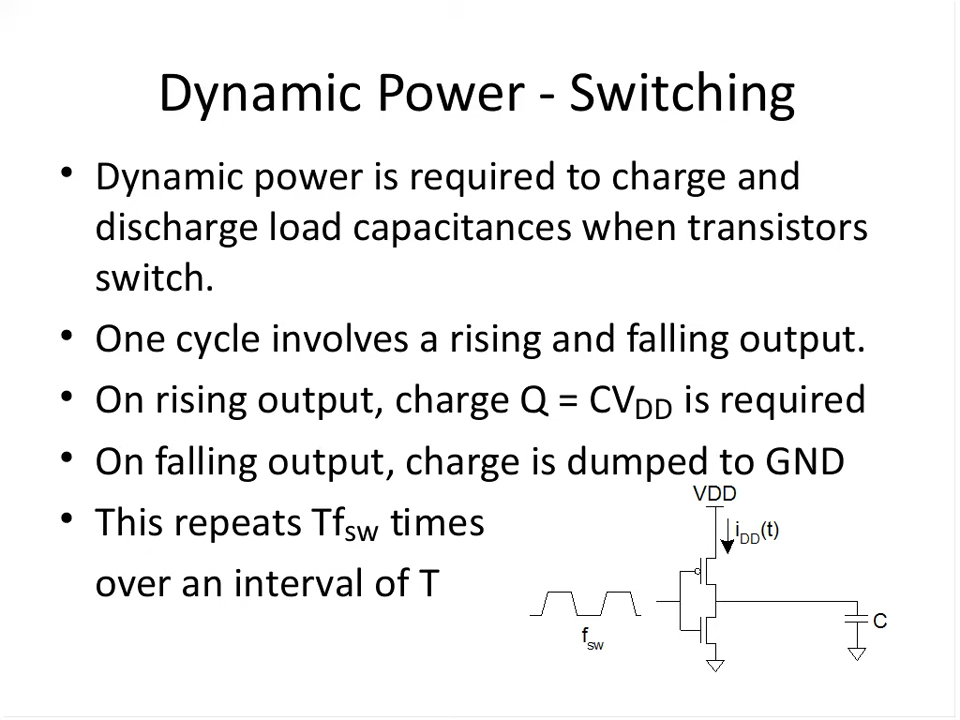 Dynamic Power - Switching
• Dynamic power is required to charge and
discharge load capacitances when transistors
switch.
• One cycle involves a rising and falling output.
• On rising output, charge Q = CVDD is required
• On falling output, charge is dumped to GND
• This repeats Tfsw times
over an interval of T
VDD
iDD(t)
C
fsw